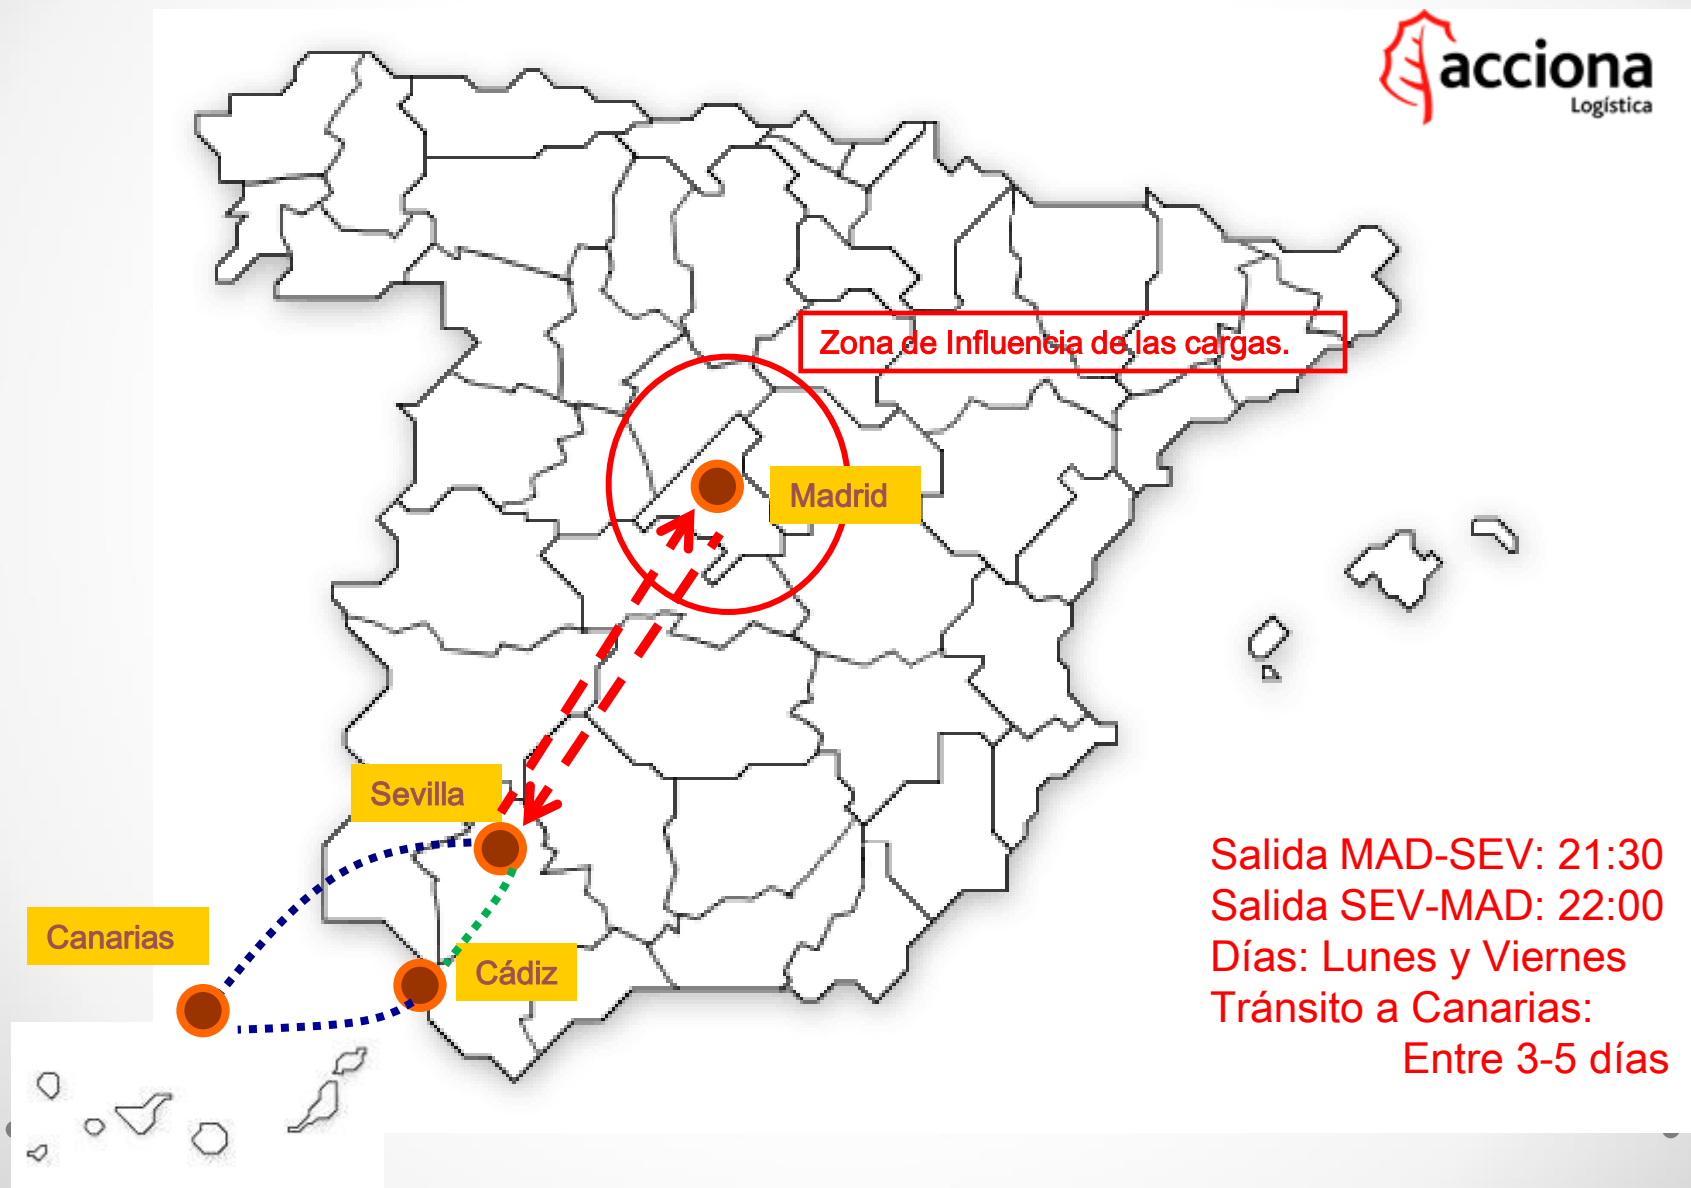 acciona
Logística
Zona de Influencia de las cargas.
Madrid
Sevilla
Canarias
Cádiz
Salida MAD-SEV: 21:30
Salida SEV-MAD: 22:00
Días: Lunes y Viernes
Tránsito a Canarias:
Entre 3-5 días